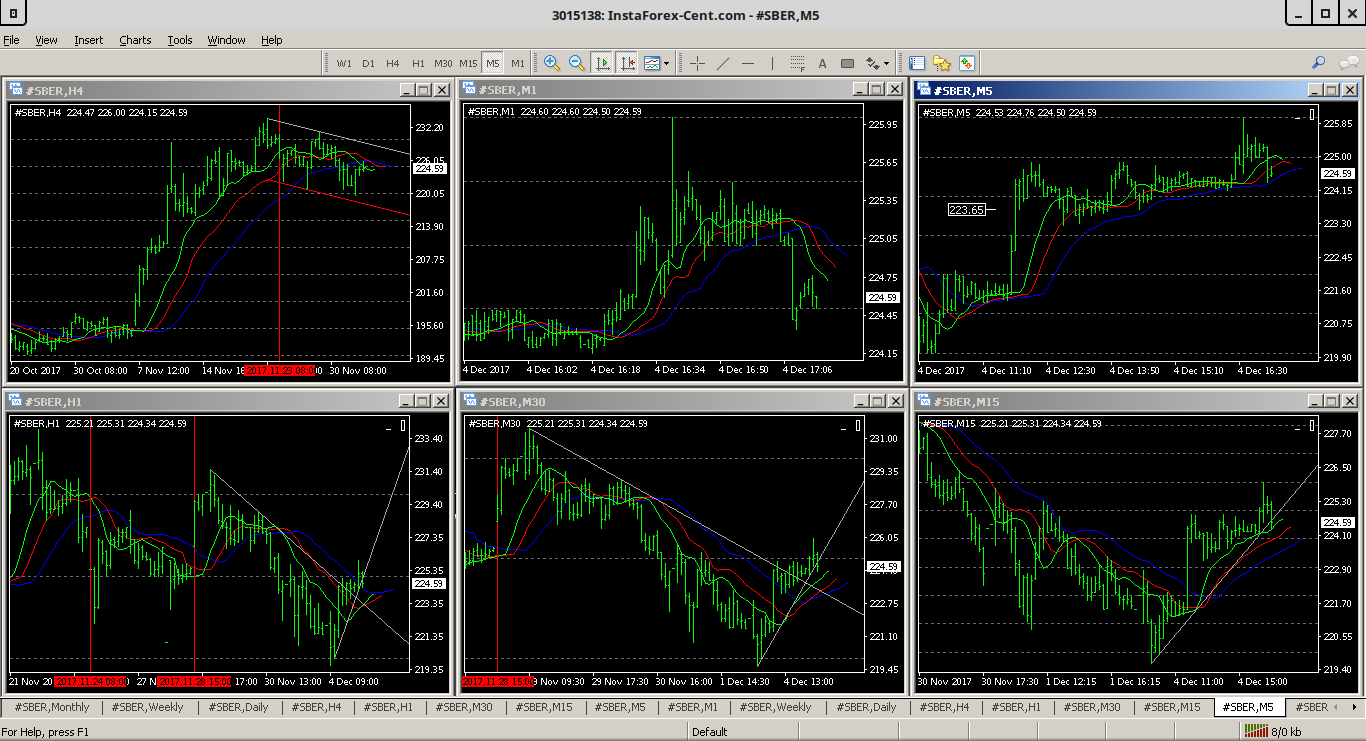 3015138: InstaForex-Cent.com - #SBER,M5
File View Insert Charts Tools Window Help
W1 D1 H4 H1 M30 M15 M5 M1
#SBER,H4
#SBER,H4 224.47 226.00 224.15 224.59
232.20
226.05
224.59
220.05
213.90
207.75
201.60
195.60
189.45
20 Oct 2017 30 Oct 08:00 7 Nov 12:00 14 Nov 16 2017.11.23 08:00 30 Nov 08:00
#SBER,M1
#SBER,M1 224.60 224.60 224.50 224.59
225.95
225.65
225.35
225.05
224.75
224.59
224.45
224.15
4 Dec 2017 4 Dec 16:02 4 Dec 16:18 4 Dec 16:34 4 Dec 16:50 4 Dec 17:06
#SBER,M5
#SBER,M5 224.53 224.76 224.50 224.59
223.65
225.85
225.00
224.59
224.15
223.30
222.45
221.60
220.75
219.90
4 Dec 2017 4 Dec 11:10 4 Dec 12:30 4 Dec 13:50 4 Dec 15:10 4 Dec 16:30
#SBER,H1
#SBER,H1 225.21 225.31 224.34 224.59
233.40
231.40
229.40
227.35
225.35
224.59
223.35
221.35
219.35
21 Nov 20 2017.11.24 08:00 27 N 2017.11.28 15:00 17:00 30 Nov 13:00 4 Dec 09:00
#SBER,M30
#SBER,M30 225.21 225.31 224.34 224.59
231.00
229.35
227.70
226.05
224.59
222.75
221.10
219.45
2017.11.28 15:00 9 Nov 09:30 29 Nov 17:30 30 Nov 16:00 1 Dec 14:30 4 Dec 13:00
#SBER,M15
#SBER,M15 225.21 225.31 224.34 224.59
227.70
226.50
225.30
224.59
224.10
222.90
221.70
220.55
219.40
30 Nov 2017 30 Nov 17:30 1 Dec 12:15 1 Dec 16:15 4 Dec 11:00 4 Dec 15:00
#SBER,Monthly #SBER,Weekly #SBER,Daily #SBER,H4 #SBER,H1 #SBER,M30 #SBER,M15 #SBER,M5 #SBER,M1 #SBER,Weekly #SBER,Daily #SBER,H4 #SBER,H1 #SBER,M30 #SBER,M15 #SBER,M5 #SBER
For Help, press F1 Default 8/0 kb